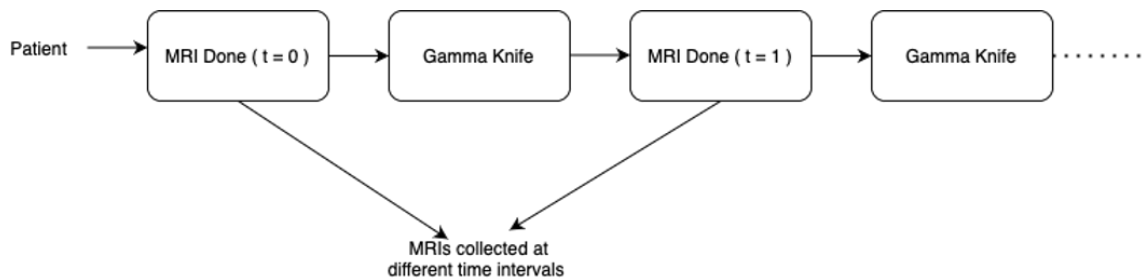 Patient
MRI Done ( t = 0 )
Gamma Knife
MRI Done ( t = 1 )
Gamma Knife
MRIs collected at
different time intervals